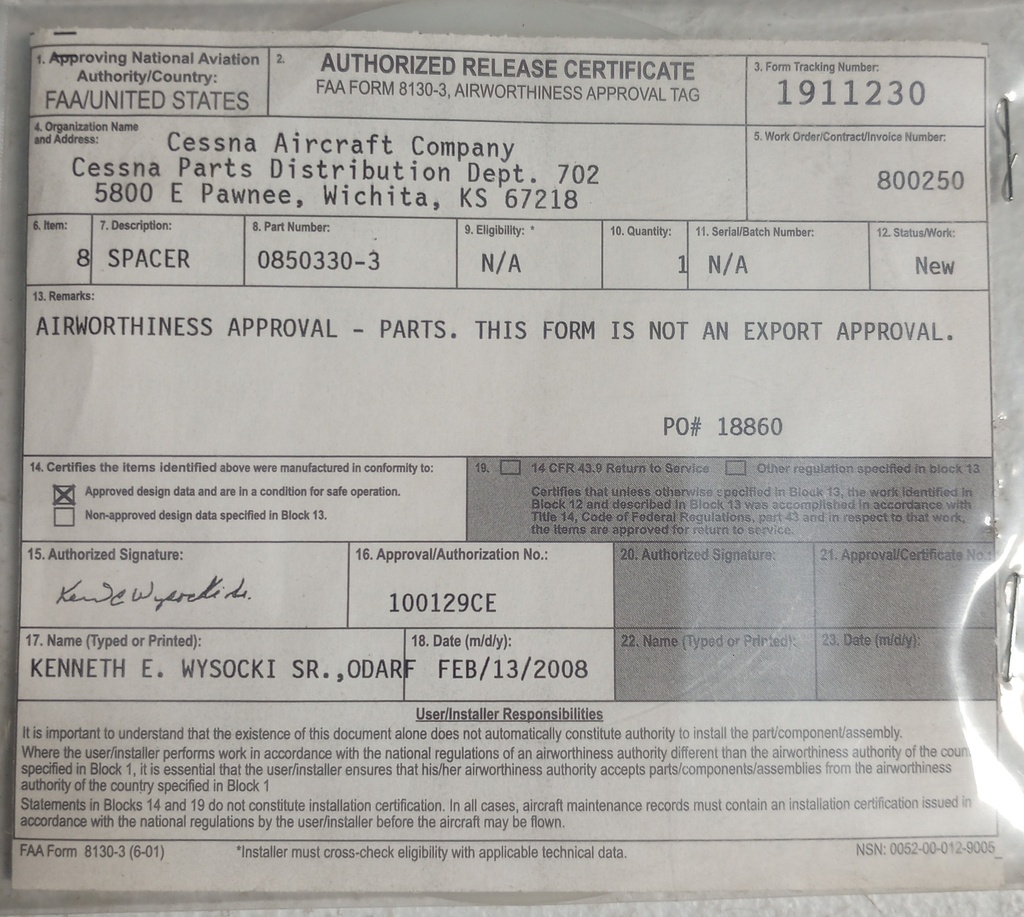 1. Approving National Aviation Authority/Country:
FAA/UNITED STATES
2.
AUTHORIZED RELEASE CERTIFICATE
FAA FORM 8130-3, AIRWORTHINESS APPROVAL TAG
3. Form Tracking Number:
1911230
4. Organization Name
and Address:
Cessna Aircraft Company
Cessna Parts Distribution Dept. 702
5800 E Pawnee, Wichita, KS 67218
5. Work Order/Contract/Invoice Number:
800250
6. Item:
8
7. Description:
SPACER
8. Part Number:
0850330-3
9. Eligibility: *
N/A
10. Quantity:
1
11. Serial/Batch Number:
N/A
12. Status/Work:
New
13. Remarks:
AIRWORTHINESS APPROVAL - PARTS. THIS FORM IS NOT AN EXPORT APPROVAL.
PO# 18860
14. Certifies the items identified above were manufactured in conformity to:
Approved design data and are in a condition for safe operation.
Non-approved design data specified in Block 13.
19. 14 CFR 43.9 Return to Service Other regulation specified in block 13
Certifies that unless otherwise specified in Block 13, the work identified in
Block 12 and described in Block 13 was accomplished in accordance with
Title 14, Code of Federal Regulations, part 43 and in respect to that work,
the items are approved for return to service.
15. Authorized Signature:
16. Approval/Authorization No.:
100129CE
20. Authorized Signature:
21. Approval/Certificate No.:
17. Name (Typed or Printed):
KENNETH E. WYSOCKI SR.,ODARF
18. Date (m/d/y):
FEB/13/2008
22. Name (Typed or Printed):
23. Date (m/d/y):
User/Installer Responsibilities
It is important to understand that the existence of this document alone does not automatically constitute authority to install the part/component/assembly.
Where the user/installer performs work in accordance with the national regulations of an airworthiness authority different than the airworthiness authority of the coun
specified in Block 1, it is essential that the user/installer ensures that his/her airworthiness authority accepts parts/components/assemblies from the airworthiness
authority of the country specified in Block 1
Statements in Blocks 14 and 19 do not constitute installation certification. In all cases, aircraft maintenance records must contain an installation certification issued in
accordance with the national regulations by the user/installer before the aircraft may be flown.
FAA Form 8130-3 (6-01)
*Installer must cross-check eligibility with applicable technical data.
NSN: 0052-00-012-9005